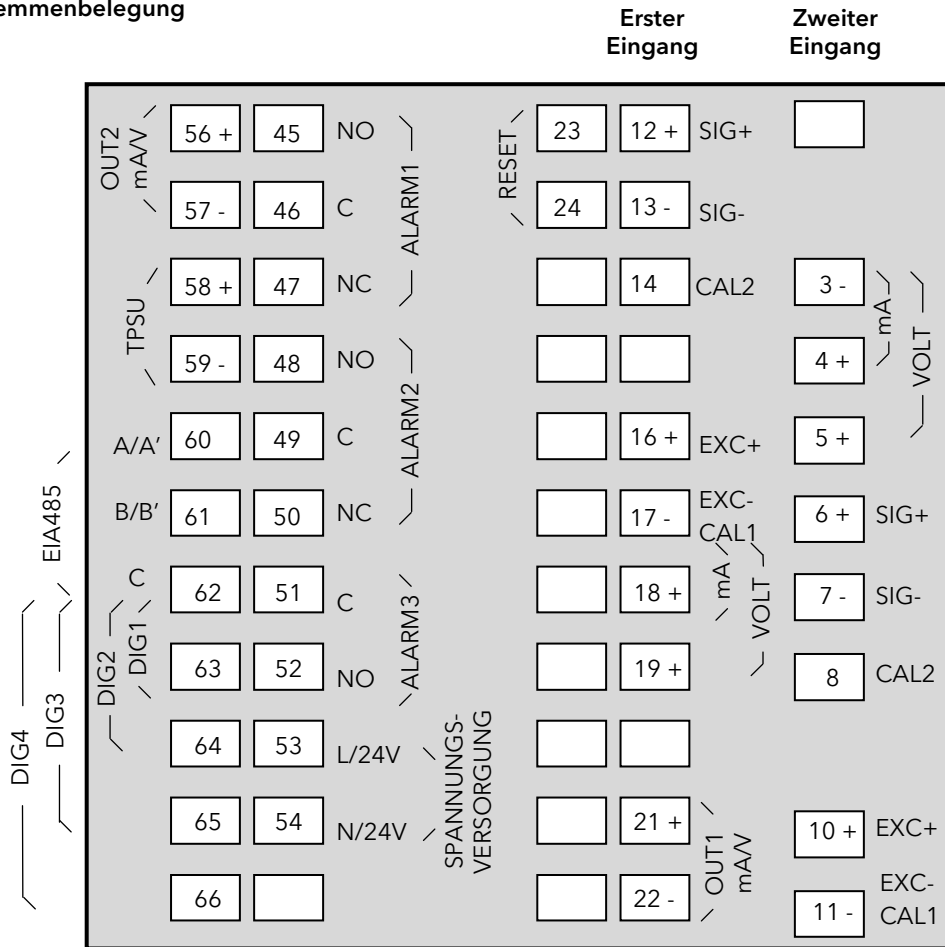 emmenbelegung
Erster
Eingang
Zweiter
Eingang
OUT2
mA/V
56 + 45 NO
57 - 46 C
ALARM1
TPSU
58 + 47 NC
59 - 48 NO
A/A' 60 49 C
ALARM2
EIA485
B/B' 61 50 NC
C 62 51 C
DIG1
DIG2
DIG3
DIG4
63 52 NO
ALARM3
64 53 L/24V
65 54 N/24V
SPANNUNGS-
VERSORGUNG
66
RESET
23 12 + SIG+
24 13 - SIG-
14 CAL2
16 + EXC+
17 - EXC-
CAL1
18 +
mA
19 +
VOLT
21 +
22 -
OUT1
mA/V
3 -
4 +
mA
5 +
VOLT
6 + SIG+
7 - SIG-
8 CAL2
10 + EXC+
11 - EXC-
CAL1